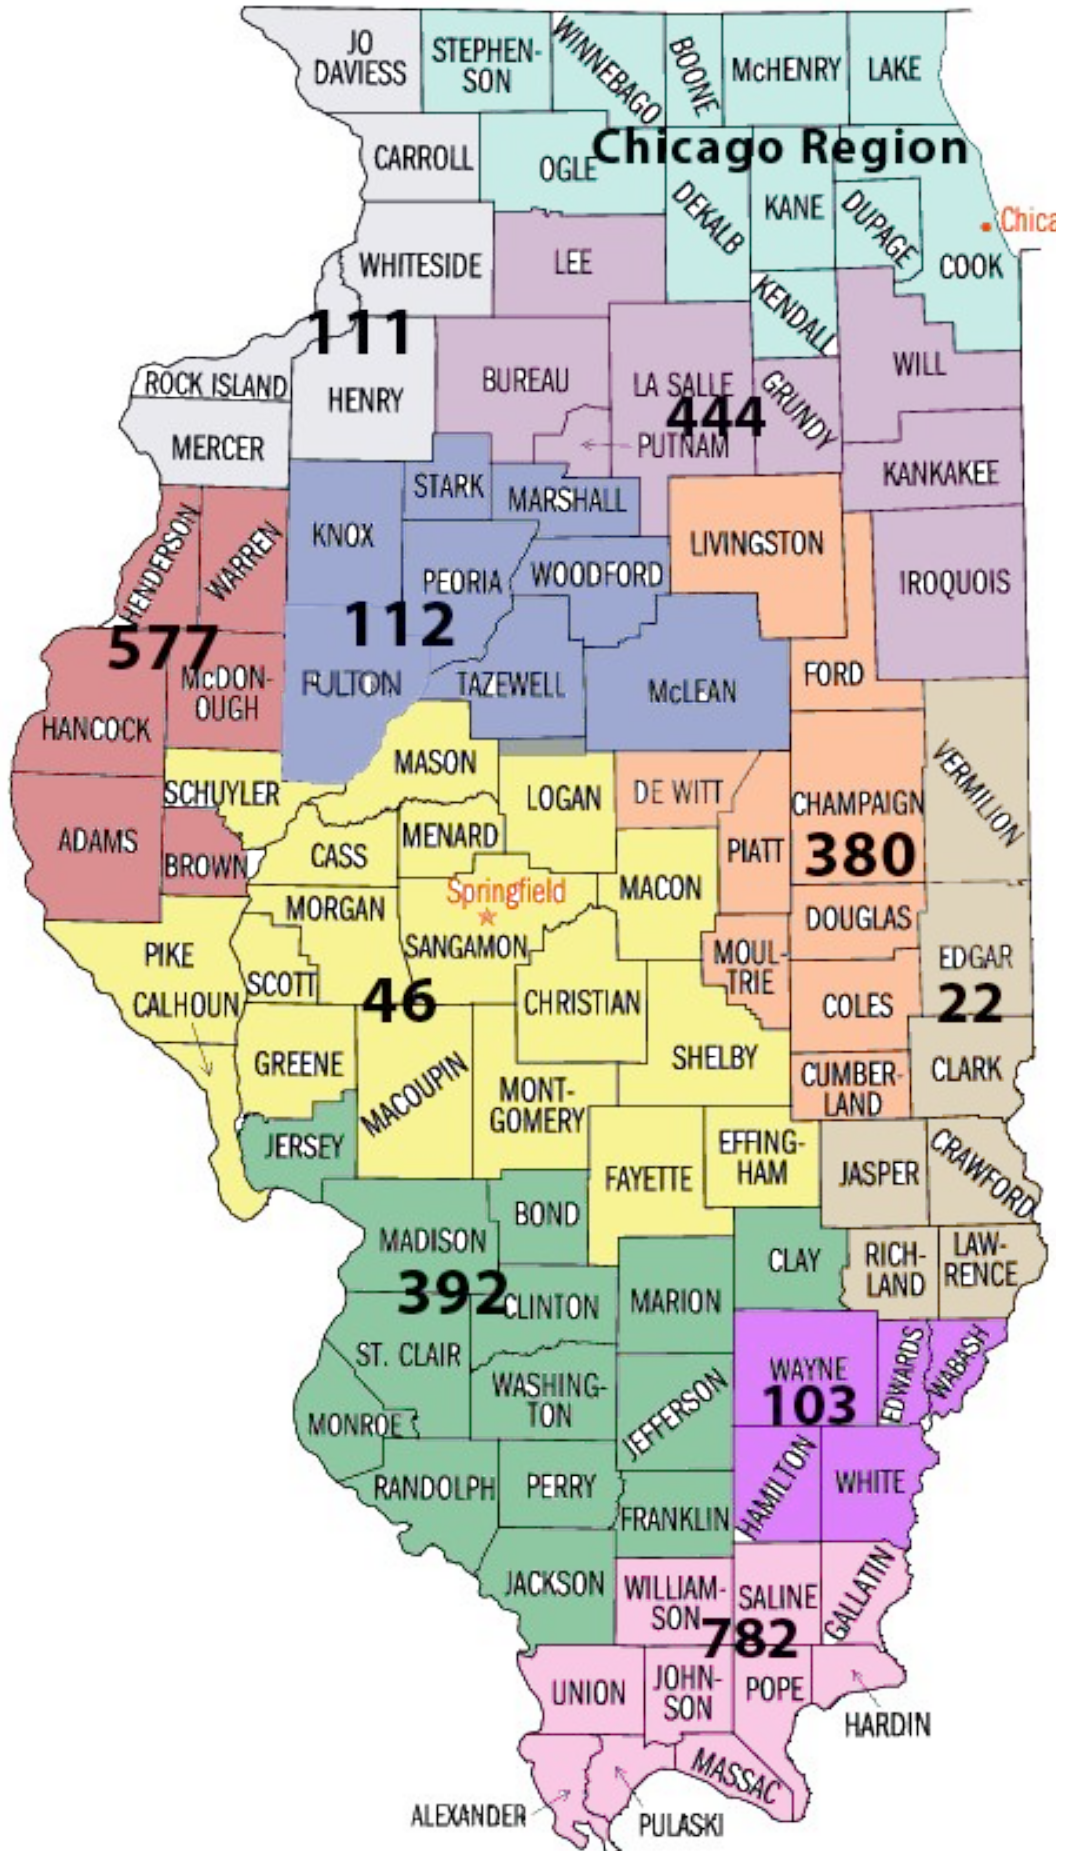 JO
DAVIESS
STEPHEN-
SON
WINNEBAGO
BOONE
McHENRY
LAKE
CARROLL
OGLE
Chicago Region
DEKALB
KANE
DUPAGE
Chica
COOK
WHITESIDE
LEE
KENDALL
111
ROCK ISLAND
HENRY
BUREAU
LA SALLE
444
PUTNAM
GRUNDY
WILL
MERCER
KANKAKEE
HENDERSON
WARREN
KNOX
STARK
MARSHALL
LIVINGSTON
PEORIA
WOODFORD
IROQUOIS
577
112
McDON-
OUGH
FULTON
TAZEWELL
McLEAN
FORD
HANCOCK
MASON
VERMILION
SCHUYLER
LOGAN
DE WITT
CHAMPAIGN
ADAMS
BROWN
CASS
MENARD
PIATT
380
Springfield
MACON
MORGAN
SANGAMON
DOUGLAS
PIKE
SCOTT
MOUL-
TRIE
EDGAR
CALHOUN
46
CHRISTIAN
COLES
22
GREENE
MACOUPIN
MONT-
GOMERY
SHELBY
CUMBER-
LAND
CLARK
JERSEY
FAYETTE
EFFING-
HAM
JASPER
CRAWFORD
MADISON
BOND
CLAY
RICH-
LAND
LAW-
RENCE
392
CLINTON
MARION
ST. CLAIR
WASHING-
TON
JEFFERSON
WAYNE
103
EDWARDS
WABASH
MONROE
RANDOLPH
PERRY
FRANKLIN
HAMILTON
WHITE
JACKSON
WILLIAM-
SON
SALINE
GALLATIN
782
UNION
JOHN-
SON
POPE
HARDIN
MASSAC
ALEXANDER
PULASKI